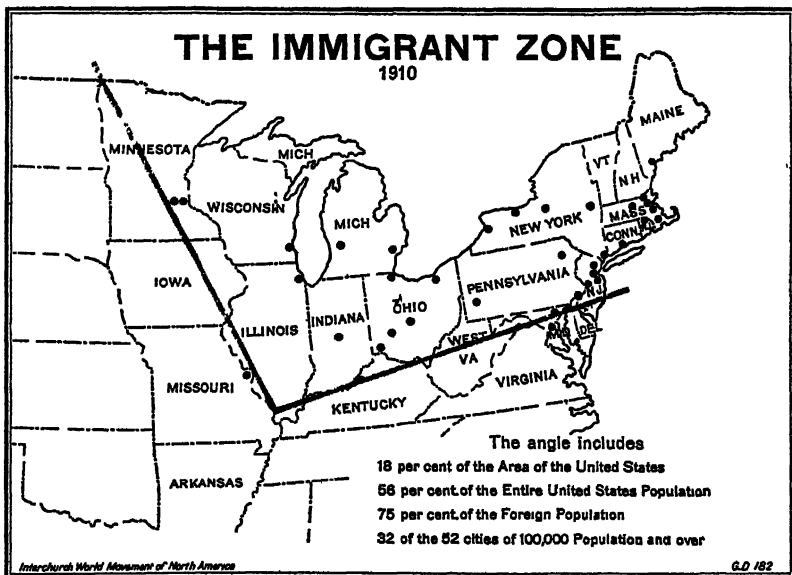 THE IMMIGRANT ZONE
1910
MAINE
MINNESOTA
MICH
VT
NH
WISCONSIN
MICH
NEW YORK
MASS
CONN.
IOWA
PENNSYLVANIA
NJ
ILLINOIS
INDIANA
OHIO
WEST
VA
MD
DE
MISSOURI
KENTUCKY
VIRGINIA
ARKANSAS
The angle includes
18 per cent of the Area of the United States
56 per cent. of the Entire United States Population
75 per cent. of the Foreign Population
32 of the 52 cities of 100,000 Population and over
Interchurch World Movement of North America
G.D 182